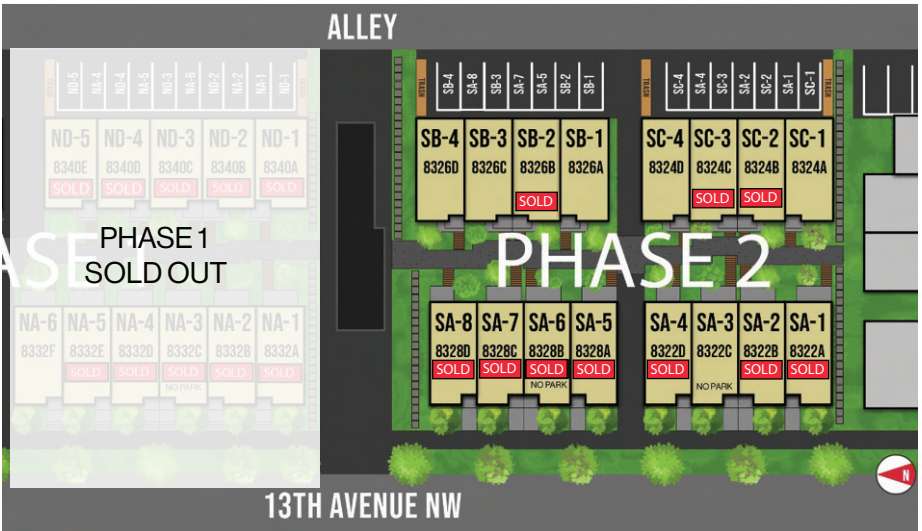 ALLEY
TRASH
ND-5
NA-4
ND-4
NA-5
ND-3
NA-6
ND-2
NA-2
NA-1
ND-1
TRASH
TRASH
SB-4
SA-8
SB-3
SA-7
SA-5
SB-2
SB-1
TRASH
SC-4
SA-4
SC-3
SA-2
SC-2
SA-1
SC-1
TRASH
ND-5 ND-4 ND-3 ND-2 ND-1
8340E 8340D 8340C 8340B 8340A
SOLD SOLD SOLD SOLD SOLD
SB-4 SB-3 SB-2 SB-1
8326D 8326C 8326B 8326A
SOLD
SC-4 SC-3 SC-2 SC-1
8324D 8324C 8324B 8324A
SOLD SOLD
PHASE 1
SOLD OUT
PHASE 2
NA-6 NA-5 NA-4 NA-3 NA-2 NA-1
8332F 8332E 8332D 8332C 8332B 8332A
SOLD SOLD SOLD SOLD SOLD
NO PARK
SA-8 SA-7 SA-6 SA-5
8328D 8328C 8328B 8328A
SOLD SOLD SOLD SOLD
NO PARK
SA-4 SA-3 SA-2 SA-1
8322D 8322C 8322B 8322A
SOLD SOLD SOLD
NO PARK
13TH AVENUE NW
N